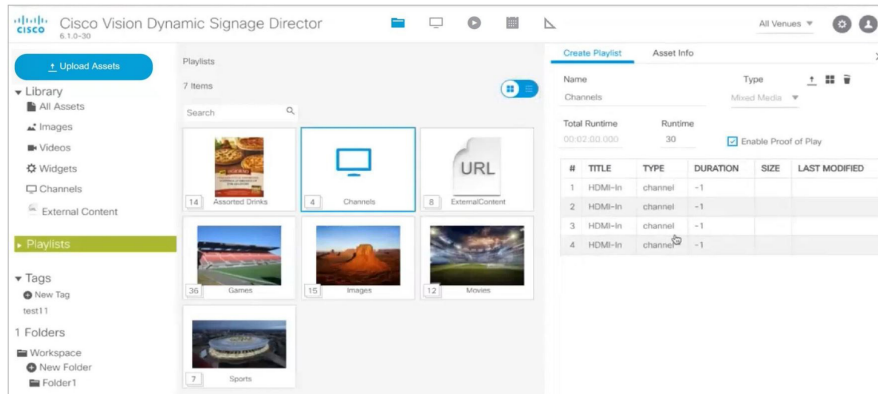 CISCO
Cisco Vision Dynamic Signage Director
6.1.0-30
All Venues
Upload Assets
Library
All Assets
Images
Videos
Widgets
Channels
External Content
Playlists
Tags
New Tag
test11
1 Folders
Workspace
New Folder
Folder1
Playlists
7 Items
Search
14 Assorted Drinks
4 Channels
URL
8 ExternalContent
36 Games
15 Images
12 Movies
7 Sports
Create Playlist Asset Info
Name Type
Channels Mixed Media
Total Runtime Runtime
00:02:00.000 30 Enable Proof of Play
# TITLE TYPE DURATION SIZE LAST MODIFIED
1 HDMI-In channel -1
2 HDMI-In channel -1
3 HDMI-In channel -1
4 HDMI-In channel -1